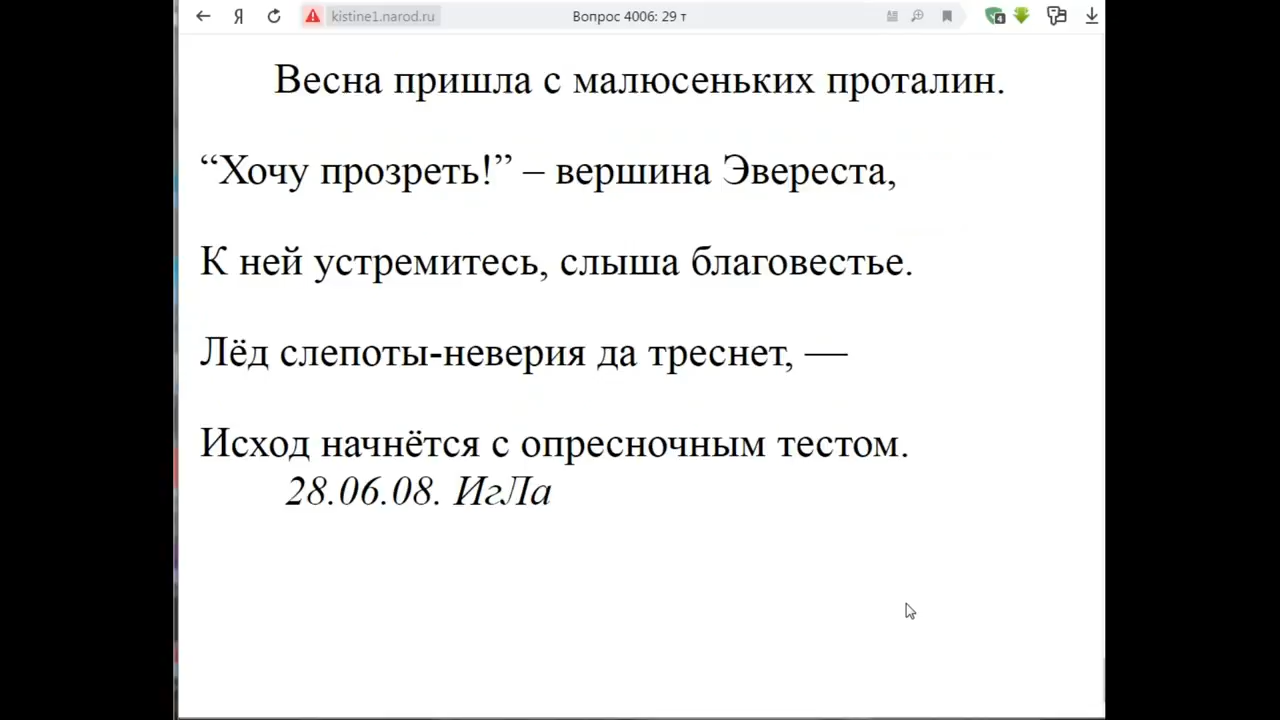 Я kistine1.narod.ru Вопрос 4006: 29 т 4
Весна пришла с малюсеньких проталин.
“Хочу прозреть!” – вершина Эвереста,
К ней устремитесь, слыша благовестье.
Лёд слепоты-неверия да треснет, —
Исход начнётся с опресночным тестом.
28.06.08. ИгЛа